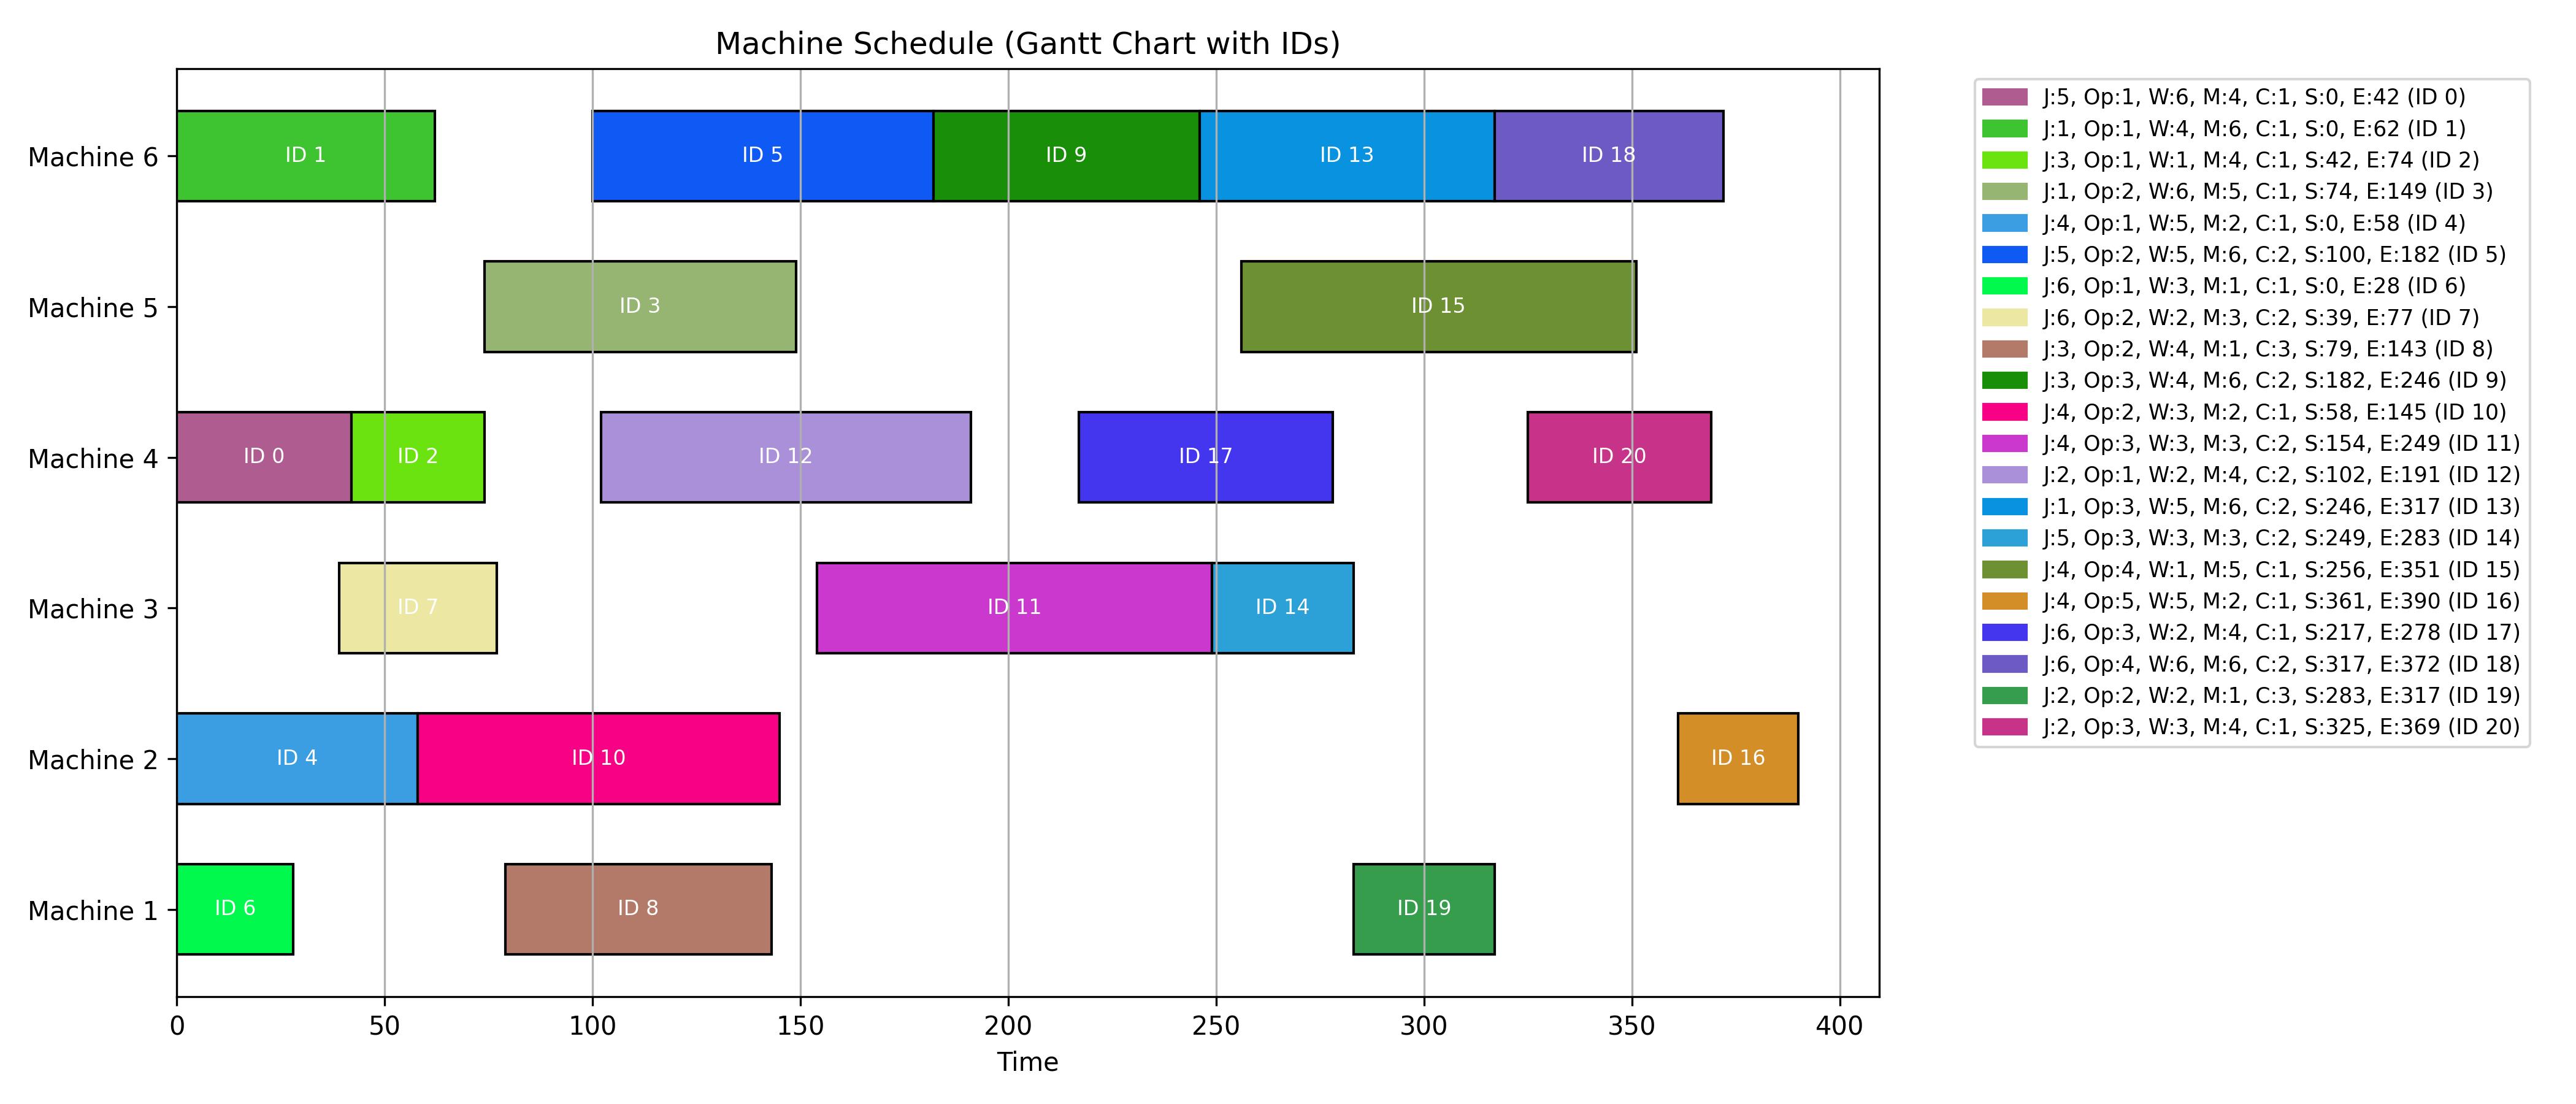 Machine Schedule (Gantt Chart with IDs)
Machine 6
ID 1
ID 5
ID 9
ID 13
ID 18
Machine 5
ID 3
ID 15
Machine 4
ID 0
ID 2
ID 12
ID 17
ID 20
Machine 3
ID 7
ID 11
ID 14
Machine 2
ID 4
ID 10
ID 16
Machine 1
ID 6
ID 8
ID 19
0 50 100 150 200 250 300 350 400
Time
J:5, Op:1, W:6, M:4, C:1, S:0, E:42 (ID 0)
J:1, Op:1, W:4, M:6, C:1, S:0, E:62 (ID 1)
J:3, Op:1, W:1, M:4, C:1, S:42, E:74 (ID 2)
J:1, Op:2, W:6, M:5, C:1, S:74, E:149 (ID 3)
J:4, Op:1, W:5, M:2, C:1, S:0, E:58 (ID 4)
J:5, Op:2, W:5, M:6, C:2, S:100, E:182 (ID 5)
J:6, Op:1, W:3, M:1, C:1, S:0, E:28 (ID 6)
J:6, Op:2, W:2, M:3, C:2, S:39, E:77 (ID 7)
J:3, Op:2, W:4, M:1, C:3, S:79, E:143 (ID 8)
J:3, Op:3, W:4, M:6, C:2, S:182, E:246 (ID 9)
J:4, Op:2, W:3, M:2, C:1, S:58, E:145 (ID 10)
J:4, Op:3, W:3, M:3, C:2, S:154, E:249 (ID 11)
J:2, Op:1, W:2, M:4, C:2, S:102, E:191 (ID 12)
J:1, Op:3, W:5, M:6, C:2, S:246, E:317 (ID 13)
J:5, Op:3, W:3, M:3, C:2, S:249, E:283 (ID 14)
J:4, Op:4, W:1, M:5, C:1, S:256, E:351 (ID 15)
J:4, Op:5, W:5, M:2, C:1, S:361, E:390 (ID 16)
J:6, Op:3, W:2, M:4, C:1, S:217, E:278 (ID 17)
J:6, Op:4, W:6, M:6, C:2, S:317, E:372 (ID 18)
J:2, Op:2, W:2, M:1, C:3, S:283, E:317 (ID 19)
J:2, Op:3, W:3, M:4, C:1, S:325, E:369 (ID 20)